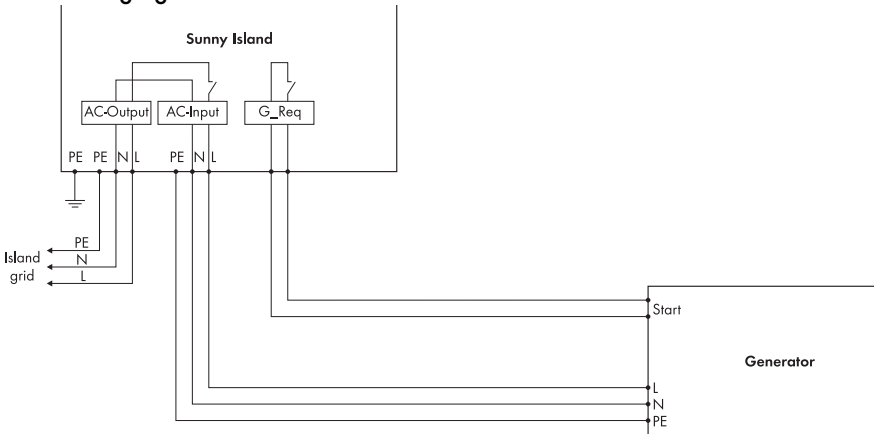 Sunny Island
AC-Output AC-Input G_Req
PE PE N L PE N L
PE
Island N
grid L
Start
Generator
L
N
PE